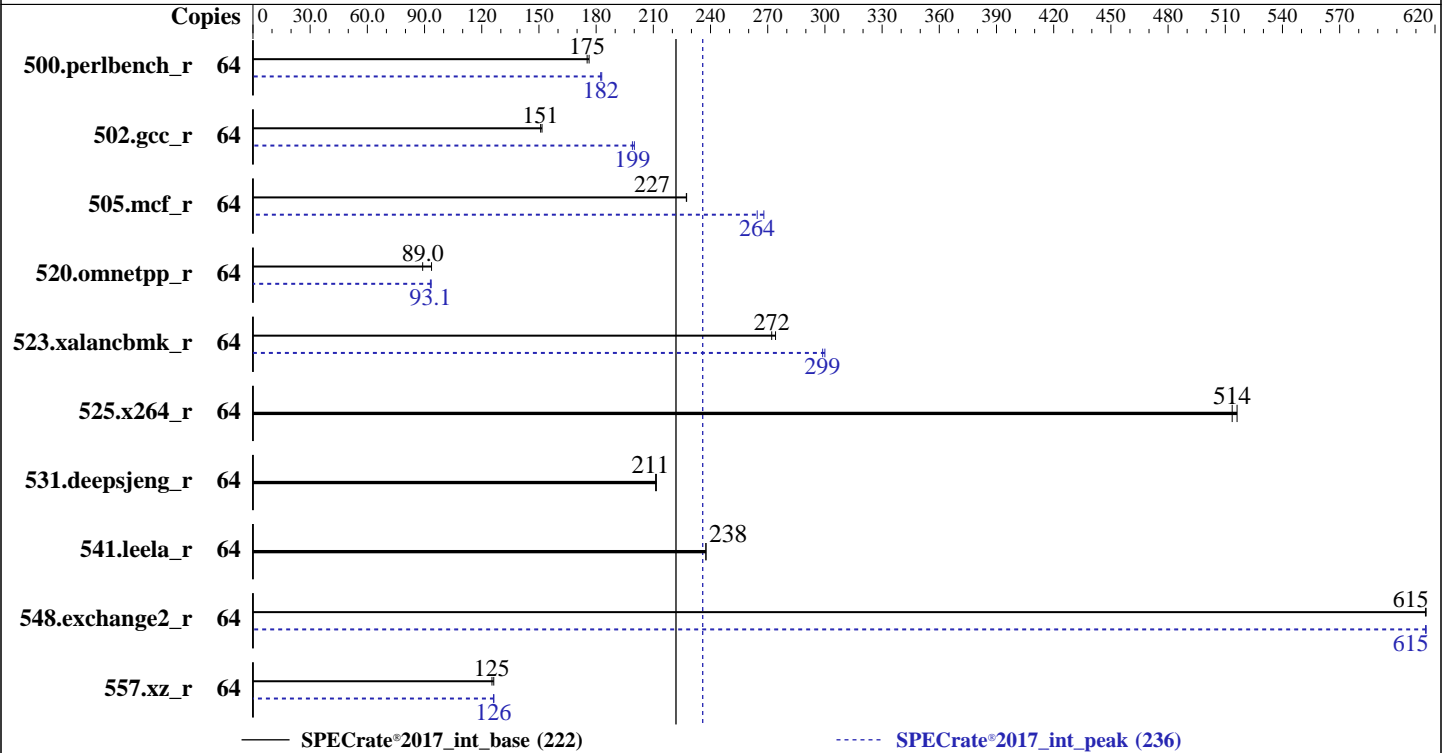 Copies 0 30.0 60.0 90.0 120 150 180 210 240 270 300 330 360 390 420 450 480 510 540 570 620
175
500.perlbench_r 64
182
151
502.gcc_r 64
199
227
505.mcf_r 64
264
89.0
520.omnetpp_r 64
93.1
272
523.xalancbmk_r 64
299
514
525.x264_r 64
211
531.deepsjeng_r 64
238
541.leela_r 64
615
548.exchange2_r 64
615
125
557.xz_r 64
126
SPECrate®2017_int_base (222) SPECrate®2017_int_peak (236)